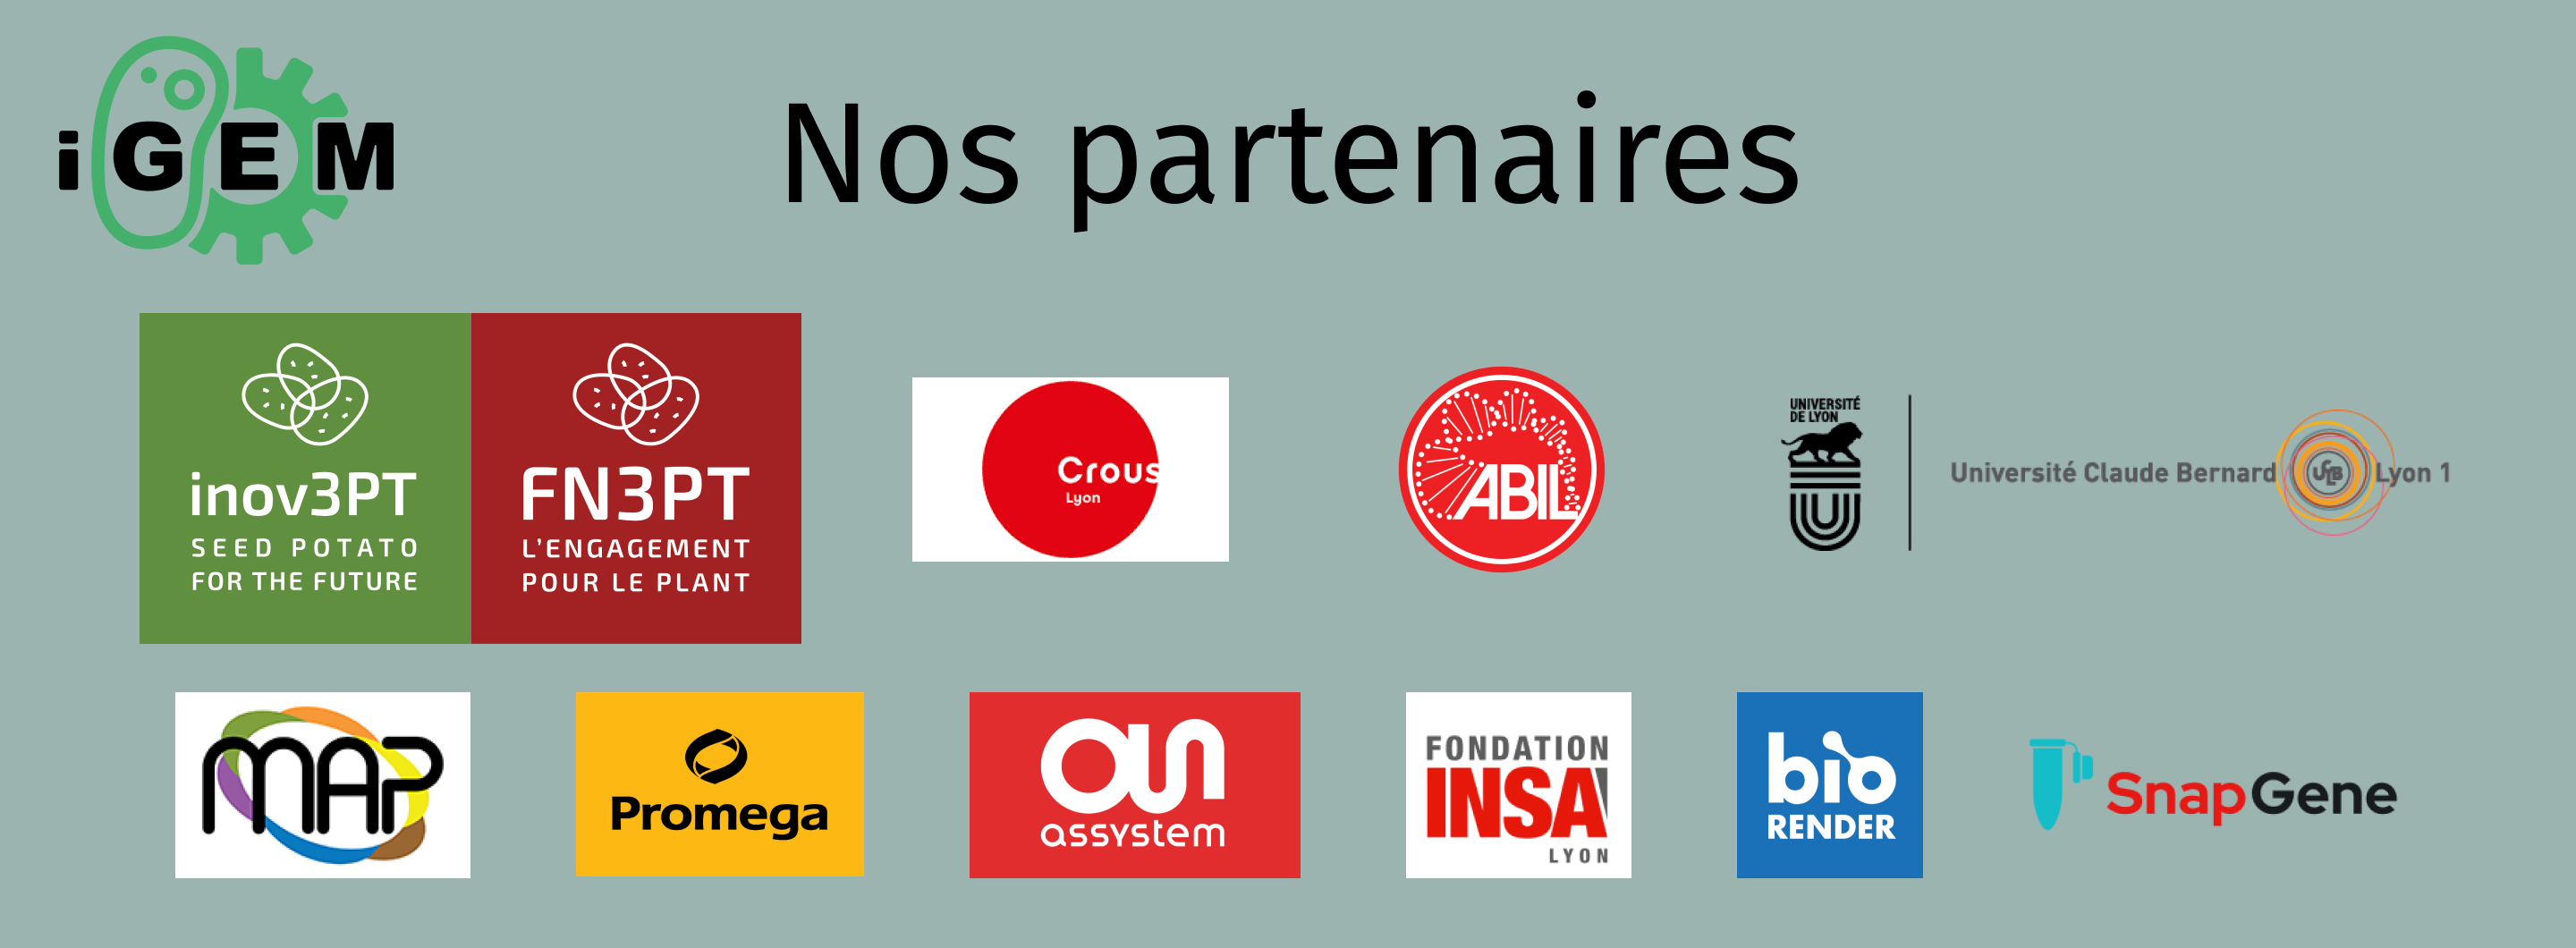 iGEM
Nos partenaires
inov3PT
SEED POTATO
FOR THE FUTURE
FN3PT
L'ENGAGEMENT
POUR LE PLANT
Crous
Lyon
ABIL
UNIVERSITÉ
DE LYON
Université Claude Bernard UCBL Lyon 1
MAP
Promega
assystem
FONDATION
INSA
LYON
bio
RENDER
SnapGene